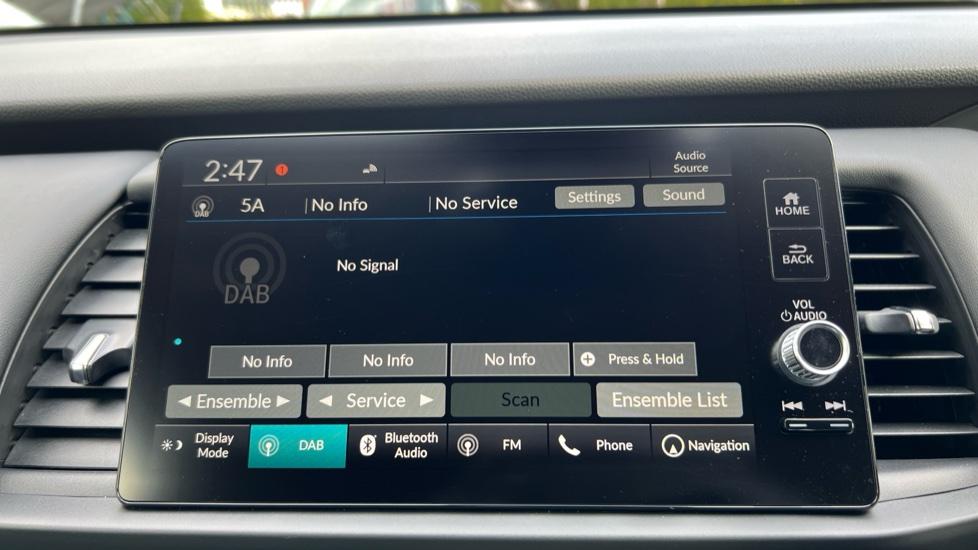 2:47
Audio
Source
DAB 5A No Info No Service Settings Sound
HOME
BACK
DAB
No Signal
VOL
AUDIO
No Info No Info No Info Press & Hold
Ensemble Service Scan Ensemble List
Display
Mode
DAB
Bluetooth
Audio
FM
Phone
Navigation